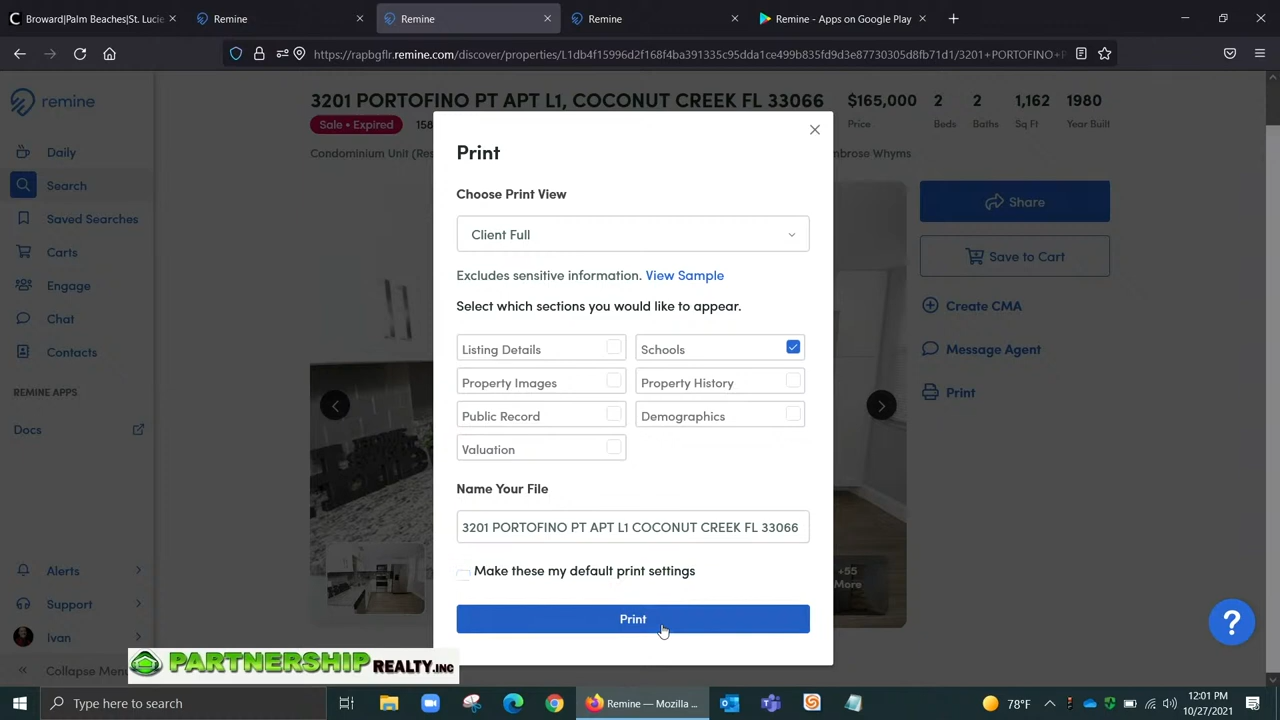 Broward|Palm Beaches|St. Lucie
Remine
Remine
Remine
Remine - Apps on Google Play
https://rapbgflr.remine.com/discover/properties/L1db4f15996d2f168f4ba391335c95dda1ce499b835fd9d3e87730305d8fb71d1/3201+PORTOFINO+P
remine
Daily
Search
Saved Searches
Carts
Engage
Chat
Contacts
REMINE APPS
Docs
Alerts
Support
Ivan
Collapse Menu
3201 PORTOFINO PT APT L1, COCONUT CREEK FL 33066
Sale • Expired
158
Condominium Unit (Res
brose Whyms
$165,000
Price
2
Beds
2
Baths
1,162
Sq Ft
1980
Year Built
Share
Save to Cart
Create CMA
Message Agent
Print
+55
More
Print
Choose Print View
Client Full
Excludes sensitive information. View Sample
Select which sections you would like to appear.
Listing Details
Schools
Property Images
Property History
Public Record
Demographics
Valuation
Name Your File
3201 PORTOFINO PT APT L1 COCONUT CREEK FL 33066
Make these my default print settings
Print
?
PARTNERSHIP REALTY.INC
Type here to search
Remine — Mozilla ...
78°F
12:01 PM
10/27/2021